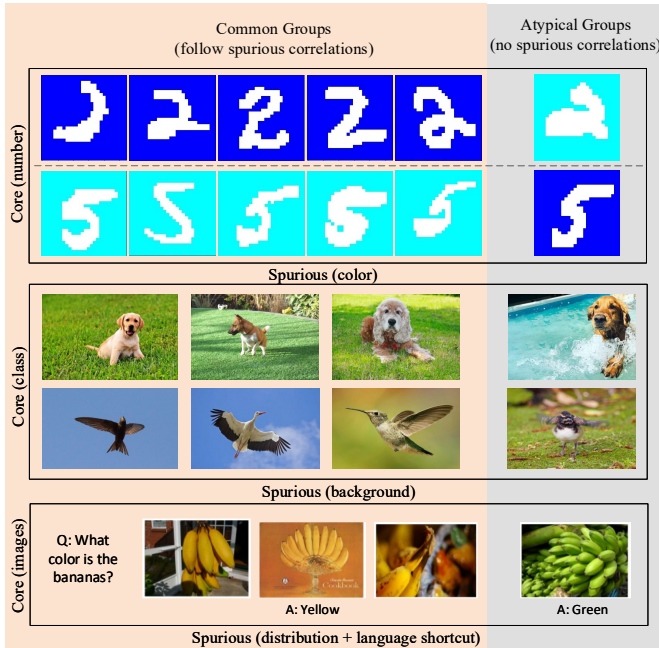 Common Groups
(follow spurious correlations)
Atypical Groups
(no spurious correlations)
Core (number)
Spurious (color)
Core (class)
Spurious (background)
Core (images)
Q: What
color is the
bananas?
Cookbook
A: Yellow
A: Green
Spurious (distribution + language shortcut)